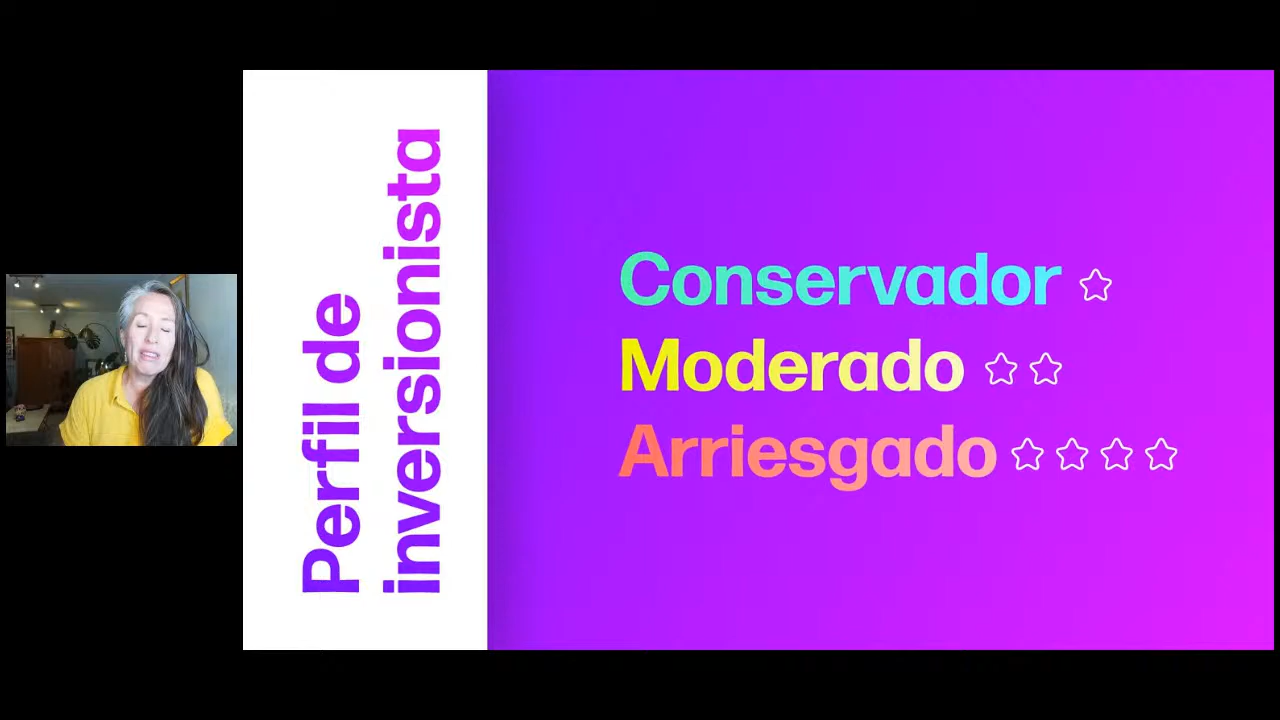 Perfil de
inversionista
Conservador
Moderado
Arriesgado